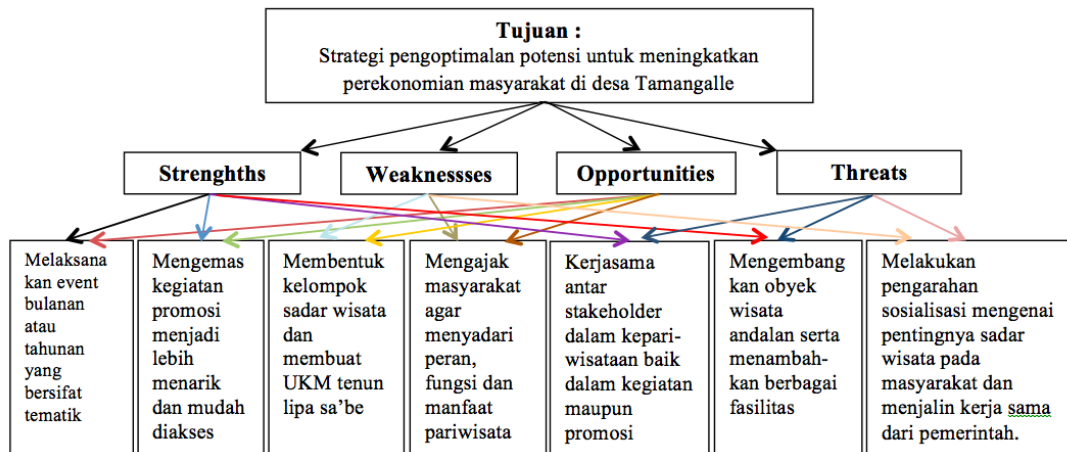 Tujuan :
Strategi pengoptimalan potensi untuk meningkatkan
perekonomian masyarakat di desa Tamangalle
Strenghths
Weaknessses
Opportunities
Threats
Melaksana
kan event
bulanan
atau
tahunan
yang
bersifat
tematik
Mengemas
kegiatan
promosi
menjadi
lebih
menarik
dan mudah
diakses
Membentuk
kelompok
sadar wisata
dan
membuat
UKM tenun
lipa sa’be
Mengajak
masyarakat
agar
menyadari
peran,
fungsi dan
manfaat
pariwisata
Kerjasama
antar
stakeholder
dalam kepari-
wisataan baik
dalam kegiatan
maupun
promosi
Mengembang
kan obyek
wisata
andalan serta
menambah-
kan berbagai
fasilitas
Melakukan
pengarahan
sosialisasi mengenai
pentingnya sadar
wisata pada
masyarakat dan
menjalin kerja sama
dari pemerintah.